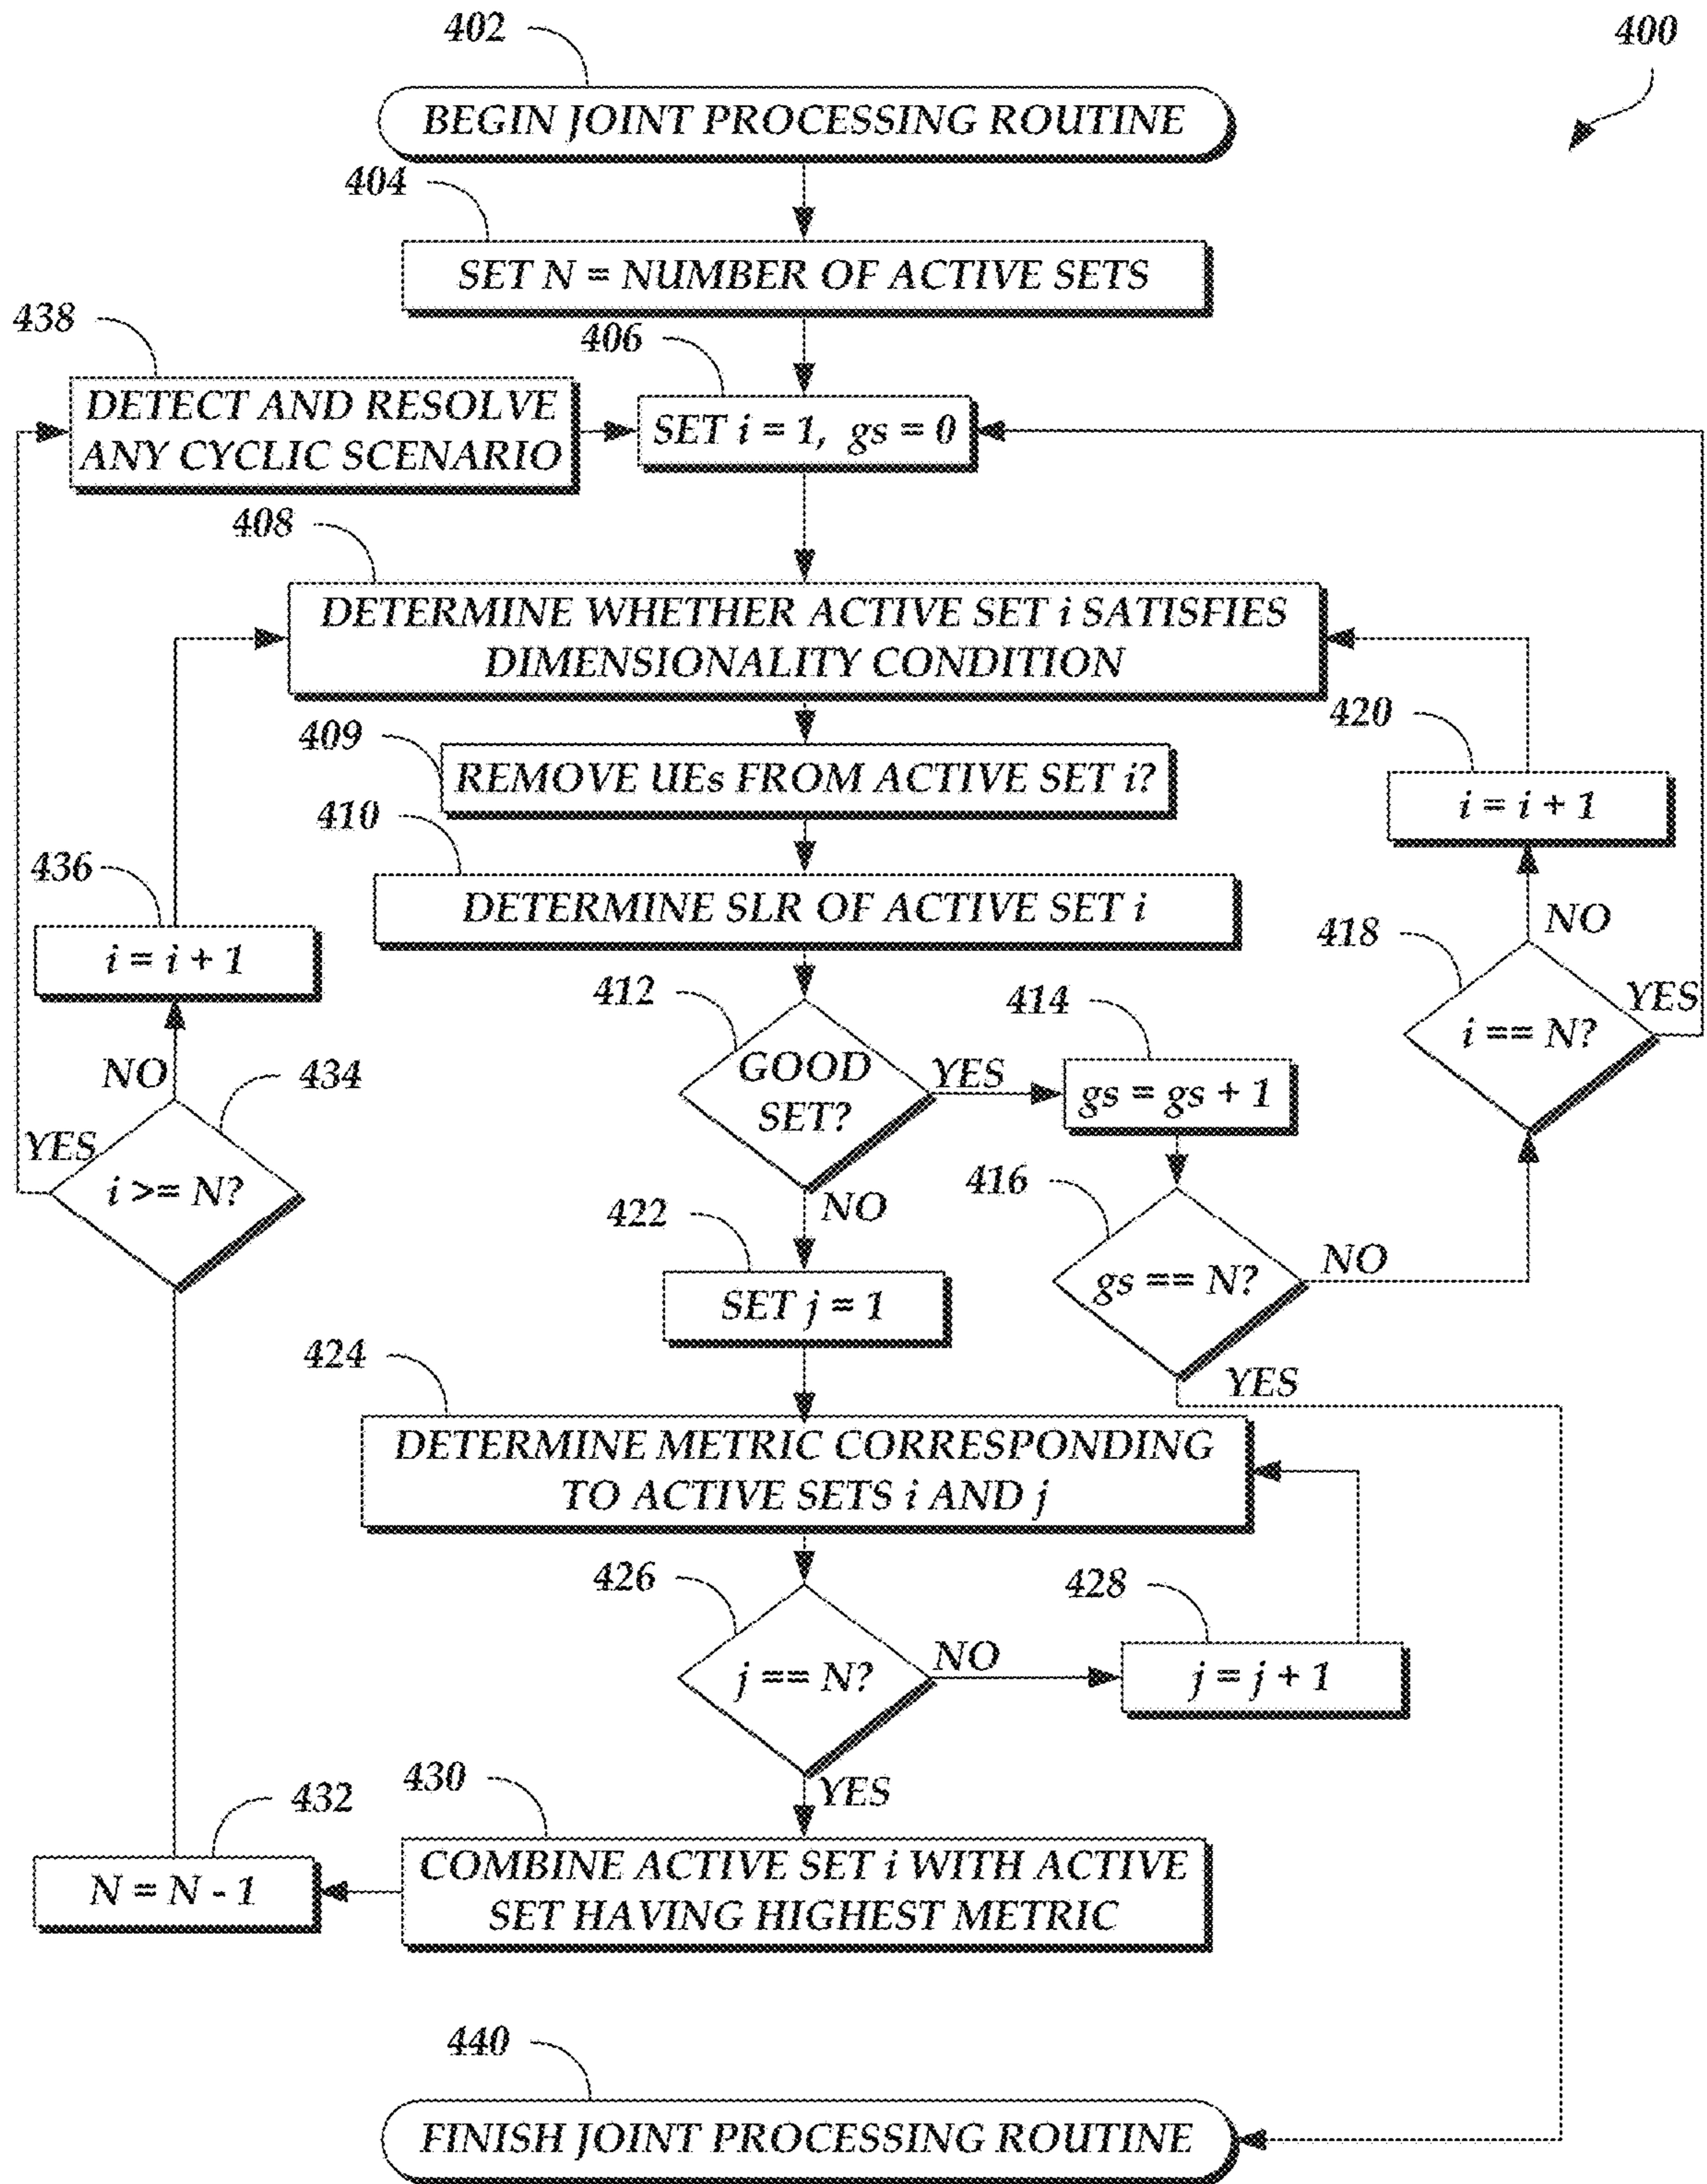 402
400
BEGIN JOINT PROCESSING ROUTINE
404
SET N = NUMBER OF ACTIVE SETS
438
406
DETECT AND RESOLVE
ANY CYCLIC SCENARIO
SET i = 1, gs = 0
408
DETERMINE WHETHER ACTIVE SET i SATISFIES
DIMENSIONALITY CONDITION
409
420
REMOVE UEs FROM ACTIVE SET i?
i = i + 1
410
436
DETERMINE SLR OF ACTIVE SET i
NO
418
i = i + 1
412
414
YES
i == N?
NO
434
GOOD
SET?
YES
gs = gs + 1
YES
i >= N?
416
422
NO
gs == N?
NO
SET j = 1
424
YES
DETERMINE METRIC CORRESPONDING
TO ACTIVE SETS i AND j
426
428
j == N?
NO
j = j + 1
430
432
YES
N = N - 1
COMBINE ACTIVE SET i WITH ACTIVE
SET HAVING HIGHEST METRIC
440
FINISH JOINT PROCESSING ROUTINE